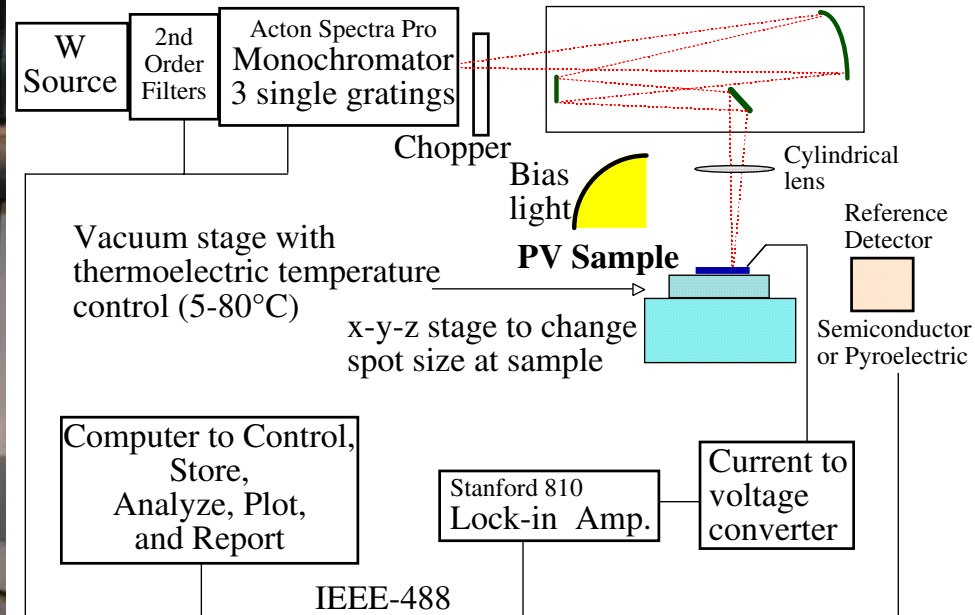 W
Source
2nd
Order
Filters
Acton Spectra Pro
Monochromator
3 single gratings
Chopper
Cylindrical
lens
Bias
light
Reference
Detector
Vacuum stage with
thermoelectric temperature
control (5-80°C)
PV Sample
x-y-z stage to change
spot size at sample
Semiconductor
or Pyroelectric
Computer to Control,
Store,
Analyze, Plot,
and Report
Stanford 810
Lock-in Amp.
Current to
voltage
converter
IEEE-488